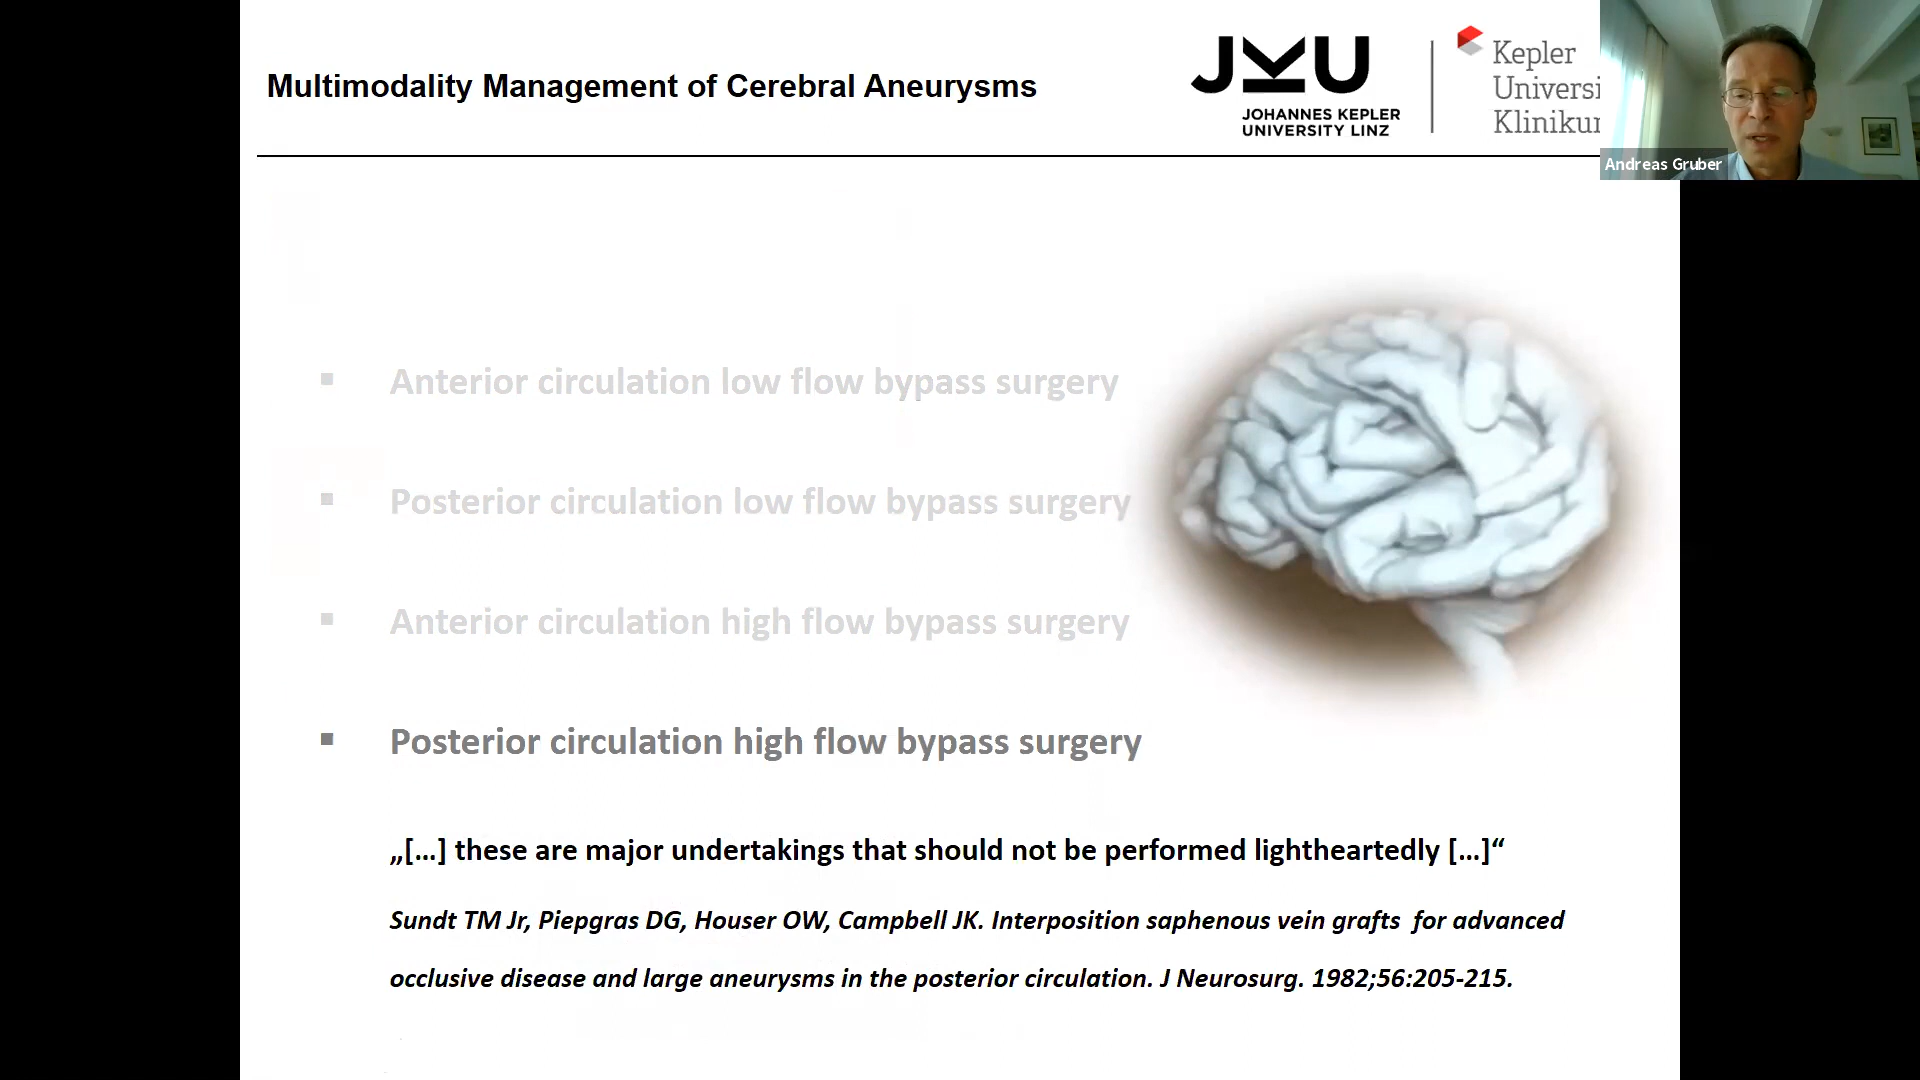 Multimodality Management of Cerebral Aneurysms
JKU
JOHANNES KEPLER
UNIVERSITY LINZ
Kepler
Universi
Kliniku
Andreas Gruber
▪ Anterior circulation low flow bypass surgery
▪ Posterior circulation low flow bypass surgery
▪ Anterior circulation high flow bypass surgery
▪ Posterior circulation high flow bypass surgery
„[…] these are major undertakings that should not be performed lightheartedly […]“
Sundt TM Jr, Piepgras DG, Houser OW, Campbell JK. Interposition saphenous vein grafts for advanced
occlusive disease and large aneurysms in the posterior circulation. J Neurosurg. 1982;56:205-215.